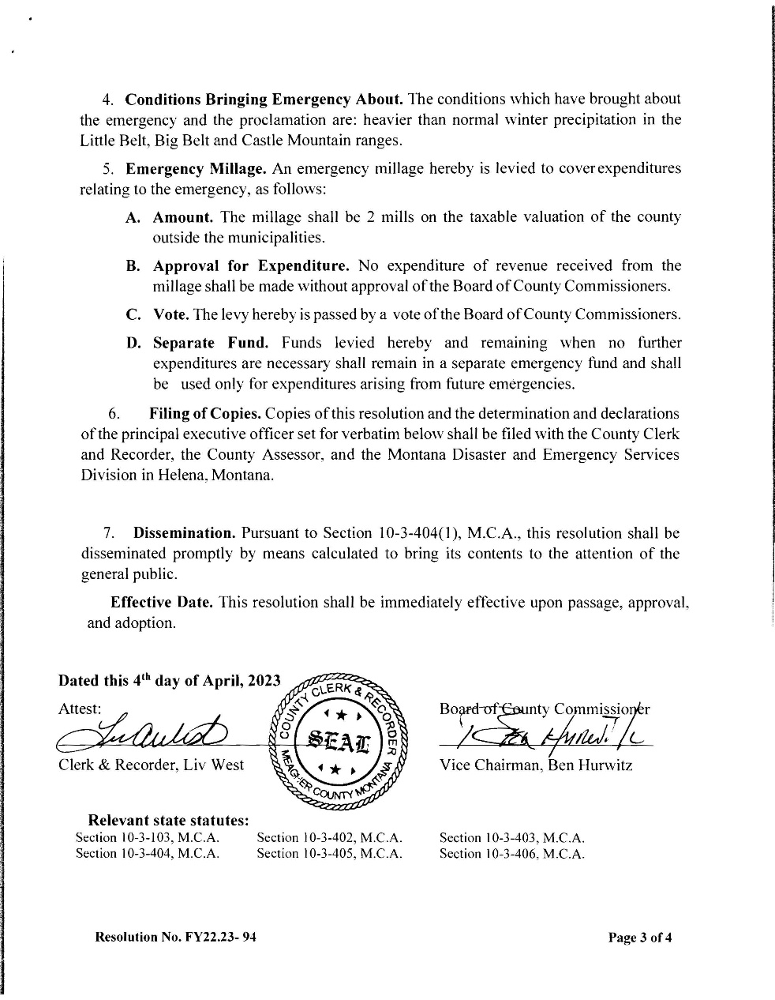 4. Conditions Bringing Emergency About. The conditions which have brought about
the emergency and the proclamation are: heavier than normal winter precipitation in the
Little Belt, Big Belt and Castle Mountain ranges.
5. Emergency Millage. An emergency millage hereby is levied to cover expenditures
relating to the emergency, as follows:
A. Amount. The millage shall be 2 mills on the taxable valuation of the county
outside the municipalities.
B. Approval for Expenditure. No expenditure of revenue received from the
millage shall be made without approval of the Board of County Commissioners.
C. Vote. The levy hereby is passed by a vote of the Board of County Commissioners.
D. Separate Fund. Funds levied hereby and remaining when no further
expenditures are necessary shall remain in a separate emergency fund and shall
be used only for expenditures arising from future emergencies.
6. Filing of Copies. Copies of this resolution and the determination and declarations
of the principal executive officer set for verbatim below shall be filed with the County Clerk
and Recorder, the County Assessor, and the Montana Disaster and Emergency Services
Division in Helena, Montana.
7. Dissemination. Pursuant to Section 10-3-404(1), M.C.A., this resolution shall be
disseminated promptly by means calculated to bring its contents to the attention of the
general public.
Effective Date. This resolution shall be immediately effective upon passage, approval,
and adoption.
Dated this 4th day of April, 2023
Attest:
Board of County Commissioner
COUNTY CLERK & RECORDER
SEAL
MEAGHER COUNTY MONTANA
Clerk & Recorder, Liv West
Vice Chairman, Ben Hurwitz
Relevant state statutes:
Section 10-3-103, M.C.A. Section 10-3-402, M.C.A. Section 10-3-403, M.C.A.
Section 10-3-404, M.C.A. Section 10-3-405, M.C.A. Section 10-3-406, M.C.A.
Resolution No. FY22.23- 94
Page 3 of 4